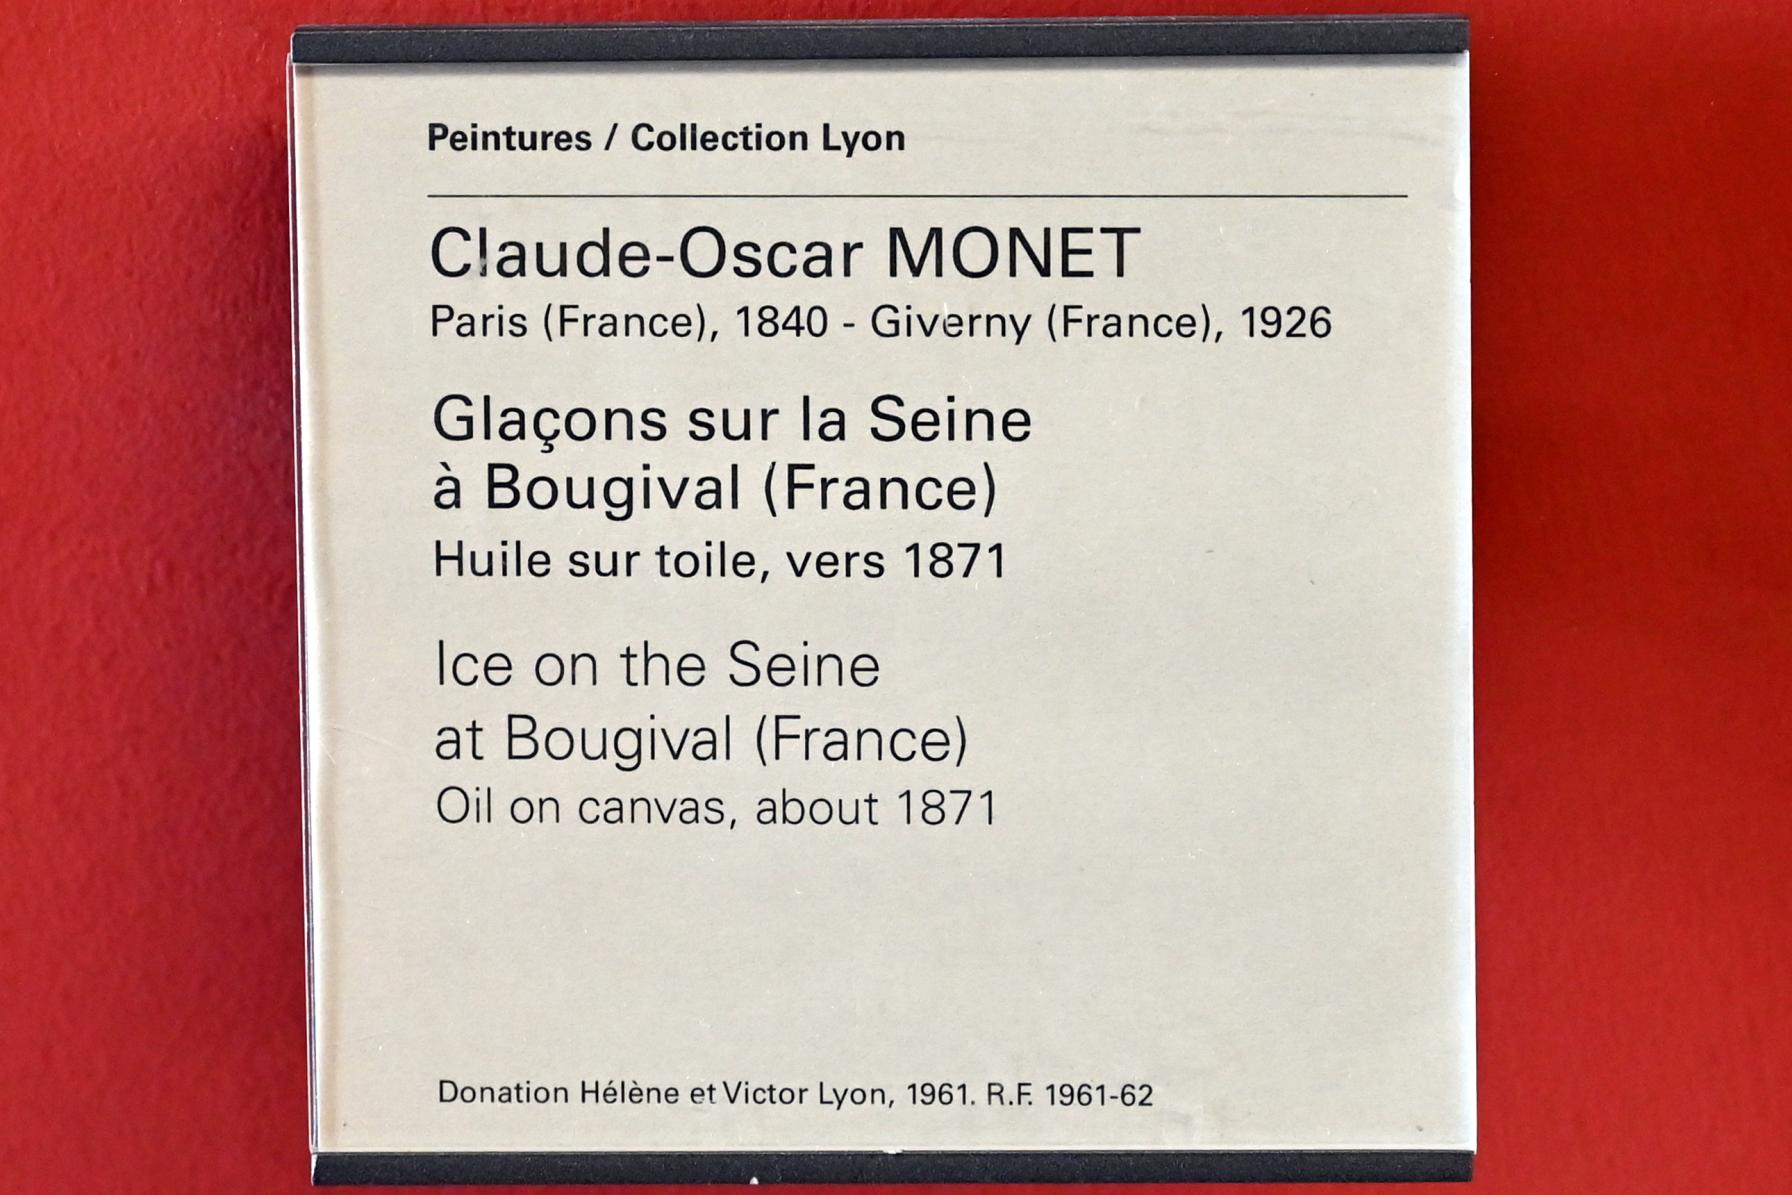 Peintures / Collection Lyon
Claude-Oscar MONET
Paris (France), 1840 - Giverny (France), 1926
Glaçons sur la Seine
à Bougival (France)
Huile sur toile, vers 1871
Ice on the Seine
at Bougival (France)
Oil on canvas, about 1871
Donation Hélène et Victor Lyon, 1961. R.F. 1961-62